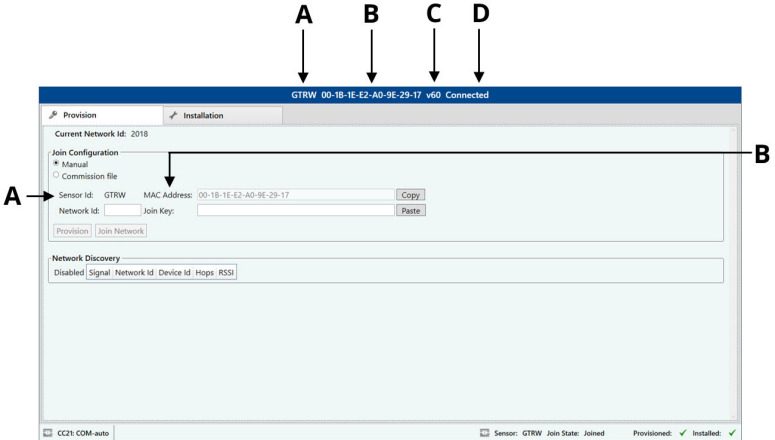 A B C D
GTRW 00-1B-1E-E2-A0-9E-29-17 v60 Connected
Provision Installation
Current Network Id: 2018
Join Configuration
Manual
B
Commission file
A
Sensor Id: GTRW MAC Address: 00-1B-1E-E2-A0-9E-29-17 Copy
Network Id: Join Key: Paste
Provision Join Network
Network Discovery
Disabled Signal Network Id Device Id Hops RSSI
CC21: COM-auto Sensor: GTRW Join State: Joined Provisioned: ✓ Installed: ✓